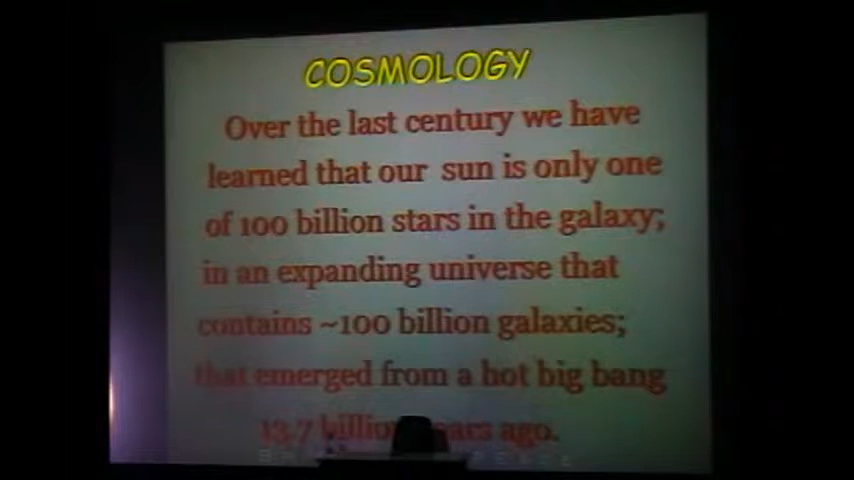 COSMOLOGY
Over the last century we have
learned that our sun is only one
of 100 billion stars in the galaxy;
in an expanding universe that
contains ~100 billion galaxies;
that emerged from a hot big bang
13.7 billion years ago.